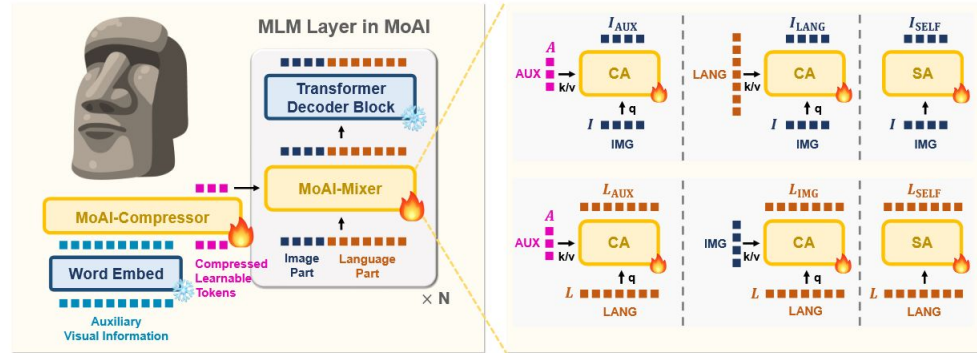 MLM Layer in MoAI
Transformer
Decoder Block
MoAI-Mixer
MoAI-Compressor
Word Embed
Compressed
Learnable
Tokens
Image
Part
Language
Part
× N
Auxiliary
Visual Information
I_AUX
A
AUX
k/v
CA
q
I
IMG
I_LANG
LANG
k/v
CA
q
I
IMG
I_SELF
SA
I
IMG
L_AUX
A
AUX
k/v
CA
q
L
LANG
L_IMG
IMG
k/v
CA
q
L
LANG
L_SELF
SA
L
LANG